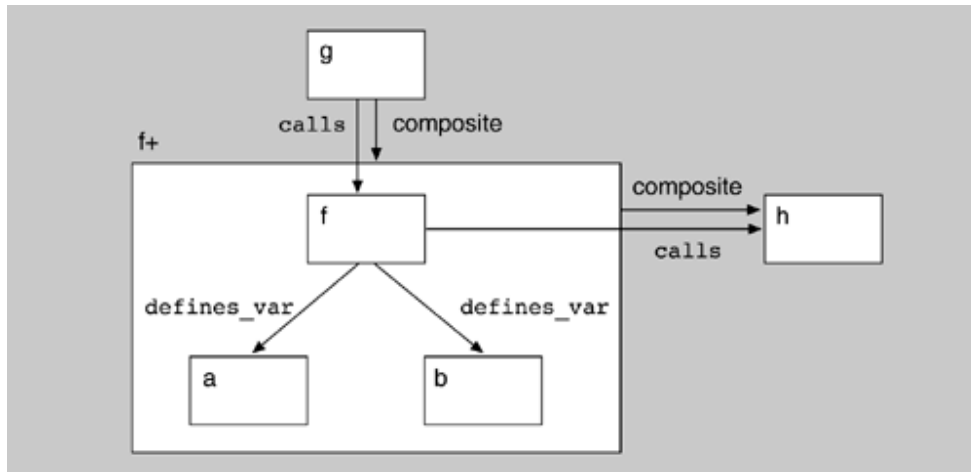 g
calls
composite
f+
f
composite
h
calls
defines_var
defines_var
a
b